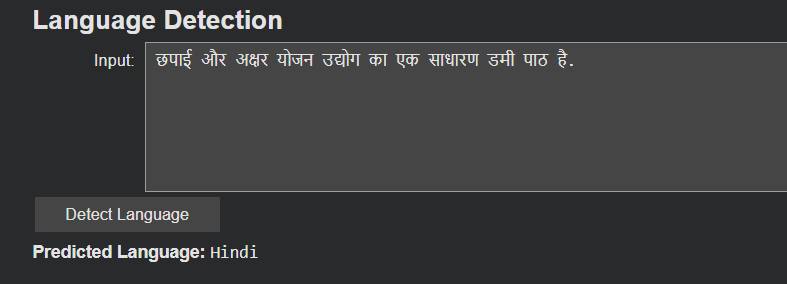 Language Detection
Input: छपाई और अक्षर योजन उद्योग का एक साधारण डमी पाठ है.
Detect Language
Predicted Language: Hindi